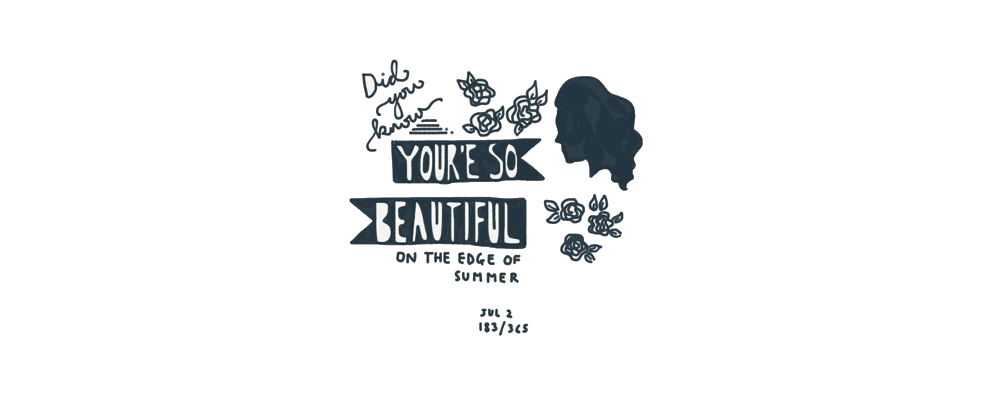 Did
you
know
YOUR'E SO
BEAUTIFUL
ON THE EDGE OF
SUMMER
JUL 2
183/365